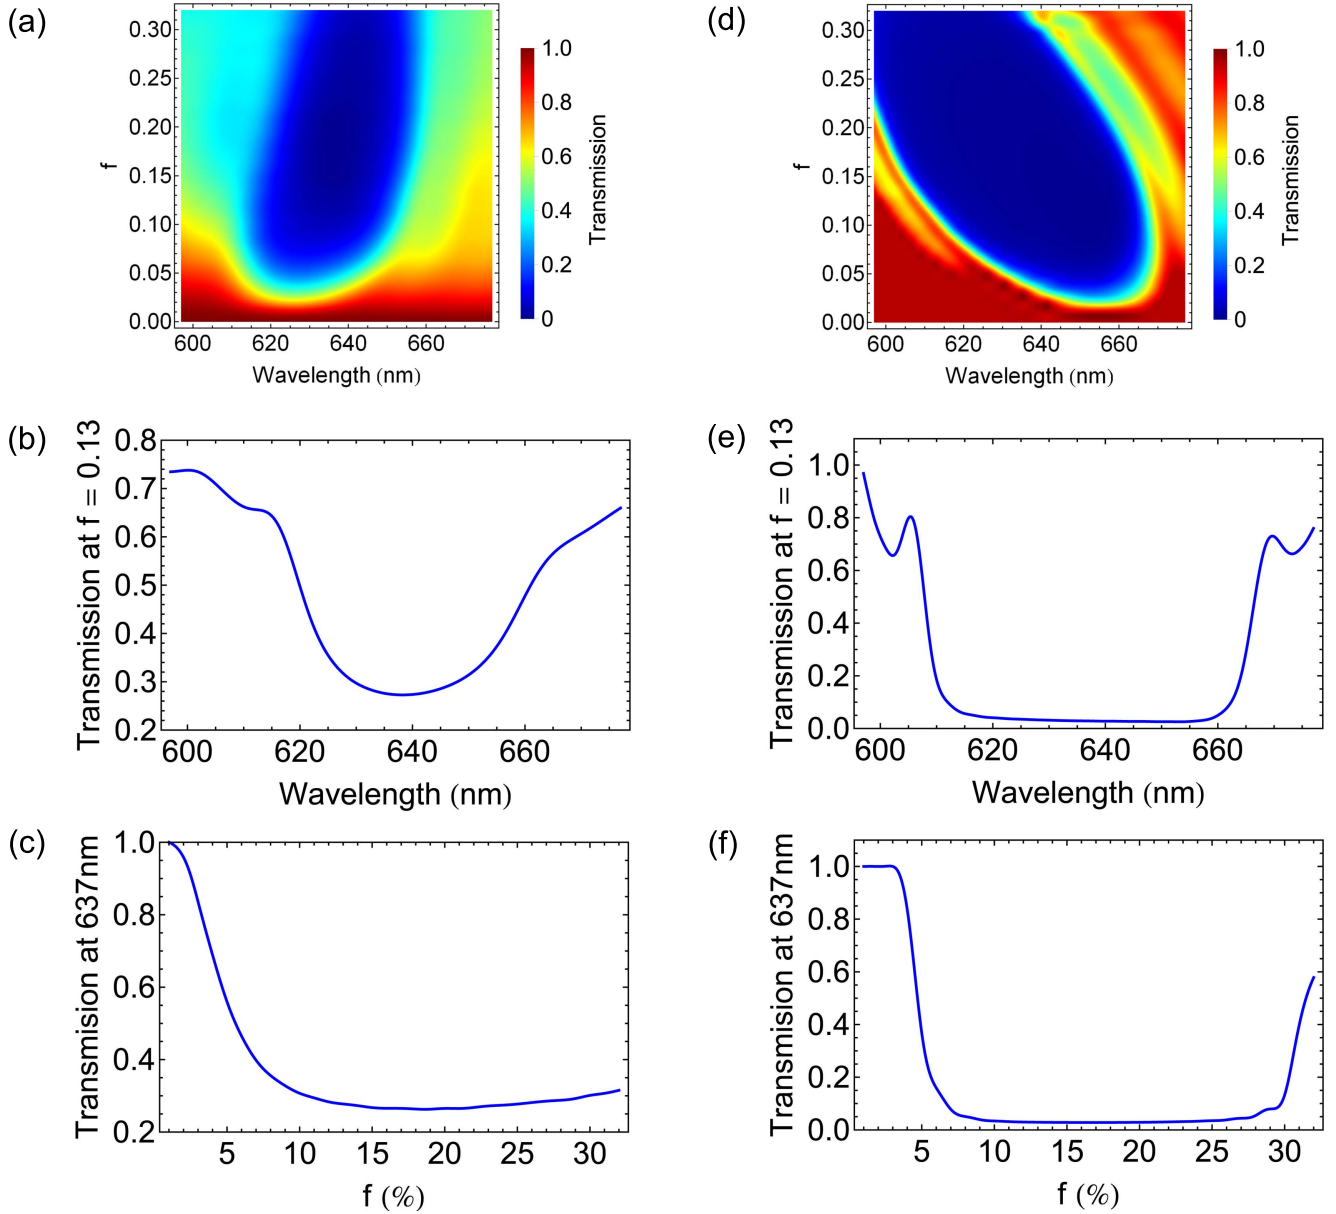 (a)
0.30
0.25
0.20
0.15
0.10
0.05
0.00
f
600 620 640 660
Wavelength (nm)
1.0
0.8
0.6
0.4
0.2
0
Transmission
(d)
0.30
0.25
0.20
0.15
0.10
0.05
0.00
f
600 620 640 660
Wavelength (nm)
1.0
0.8
0.6
0.4
0.2
0
Transmission
(b)
Transmission at f = 0.13
0.8
0.7
0.6
0.5
0.4
0.3
0.2
600 620 640 660
Wavelength (nm)
(e)
Transmission at f = 0.13
1.0
0.8
0.6
0.4
0.2
0.0
600 620 640 660
Wavelength (nm)
(c)
Transmision at 637nm
1.0
0.8
0.6
0.4
0.2
5 10 15 20 25 30
f (%)
(f)
Transmission at 637nm
1.0
0.8
0.6
0.4
0.2
0.0
5 10 15 20 25 30
f (%)